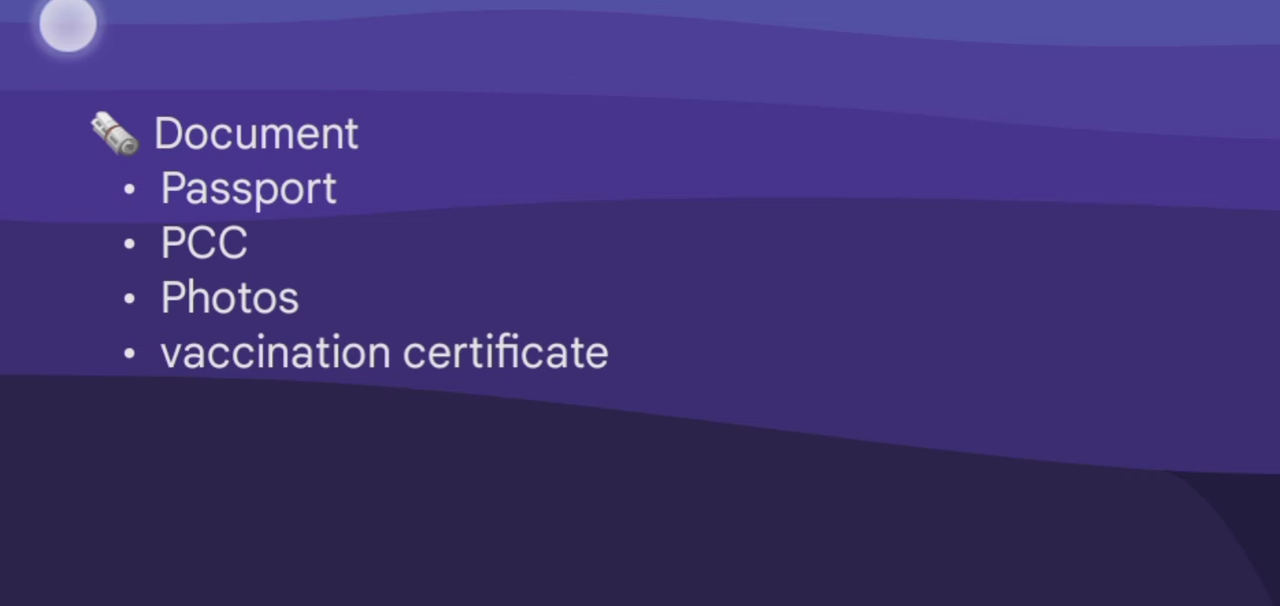 🗞️ Document
• Passport
• PCC
• Photos
• vaccination certificate